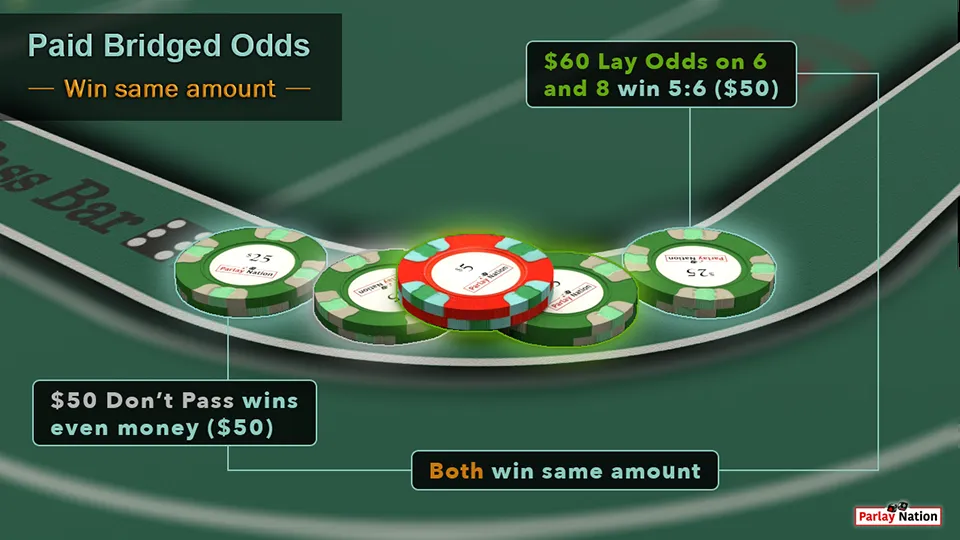 Paid Bridged Odds
— Win same amount —
$60 Lay Odds on 6
and 8 win 5:6 ($50)
ss Bar
$25
Parlay Nation
$5
Parlay Nation
Parlay Nation
Parlay Nation
$25
Parlay Nation
$50 Don't Pass wins
even money ($50)
Both win same amount
Parlay Nation